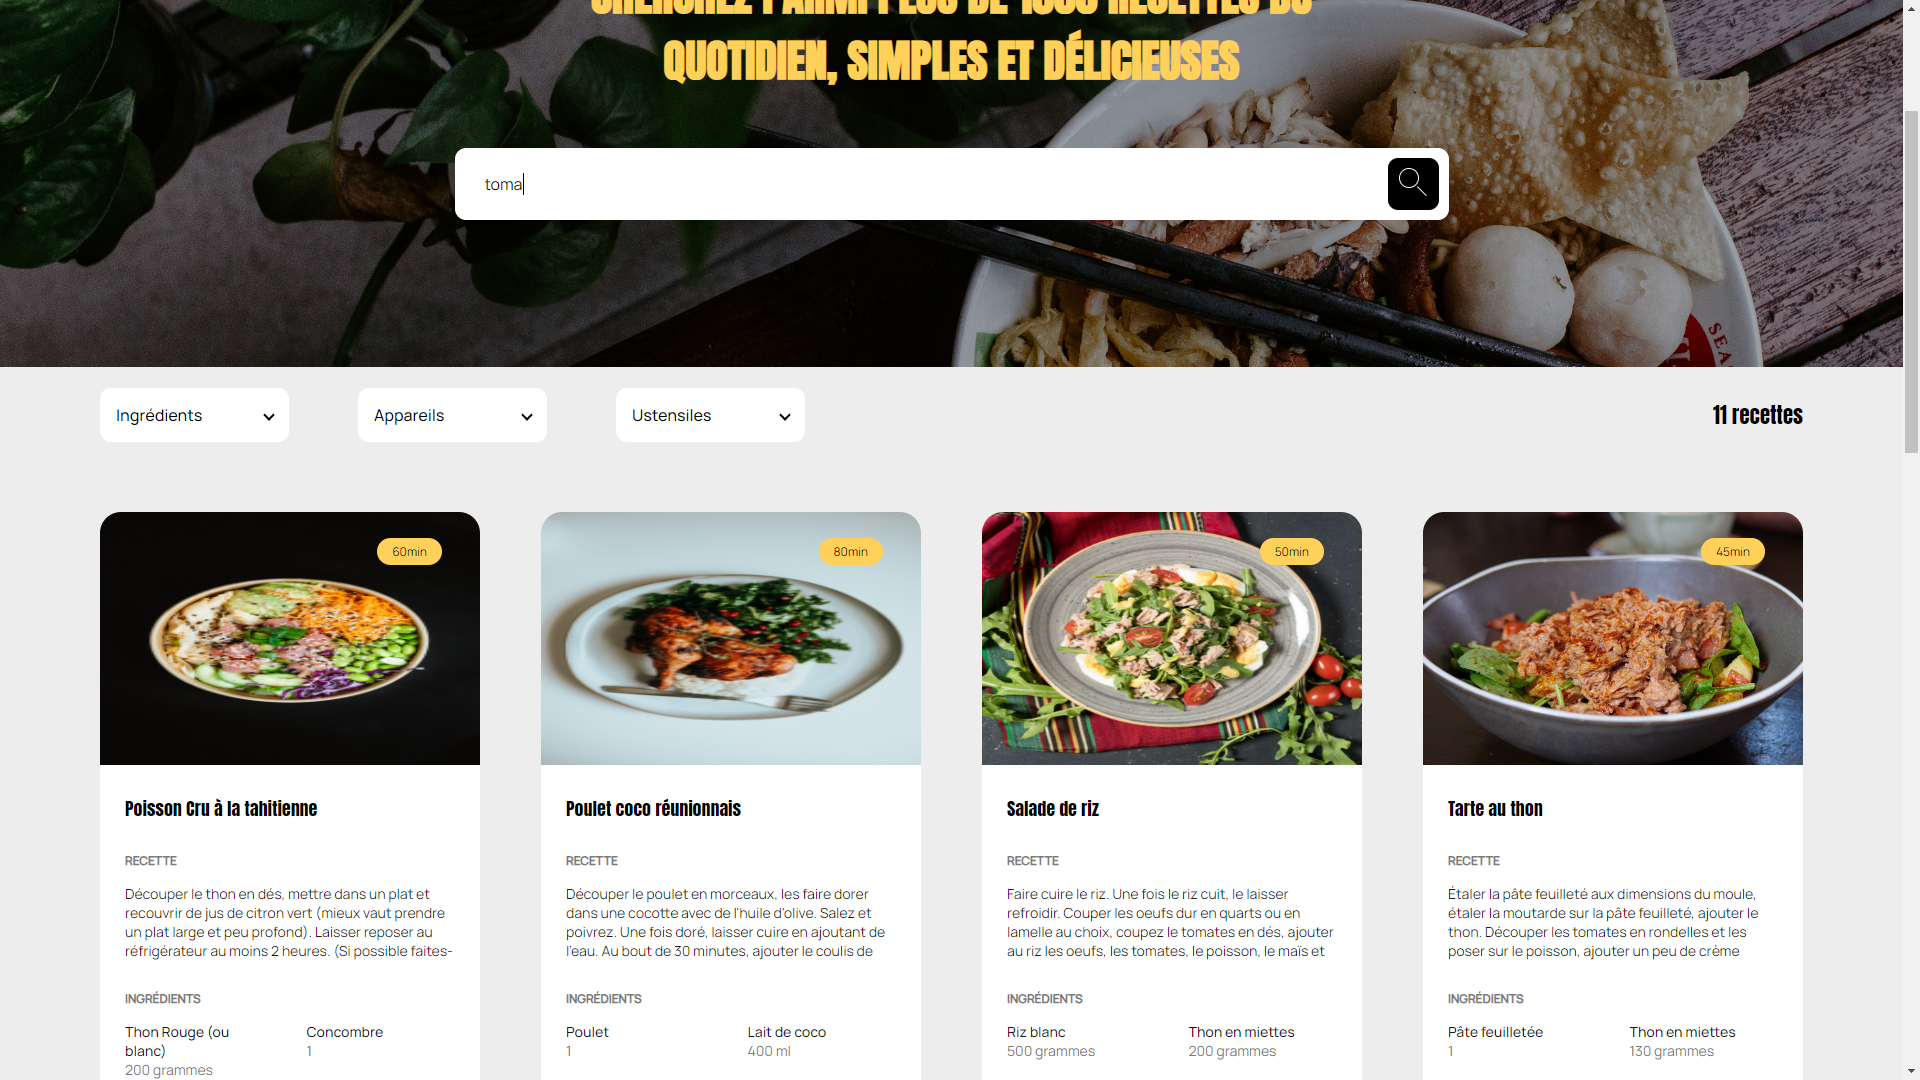 CHERCHEZ PARMI PLUS DE 1500 RECETTES DU
QUOTIDIEN, SIMPLES ET DÉLICIEUSES
toma
Ingrédients
Appareils
Ustensiles
11 recettes
60min
80min
50min
45min
Poisson Cru à la tahitienne
RECETTE
Découper le thon en dés, mettre dans un plat et
recouvrir de jus de citron vert (mieux vaut prendre
un plat large et peu profond). Laisser reposer au
réfrigérateur au moins 2 heures. (Si possible faites-
INGRÉDIENTS
Thon Rouge (ou
blanc)
200 grammes
Concombre
1
Poulet coco réunionnais
RECETTE
Découper le poulet en morceaux, les faire dorer
dans une cocotte avec de l'huile d'olive. Salez et
poivrez. Une fois doré, laisser cuire en ajoutant de
l'eau. Au bout de 30 minutes, ajouter le coulis de
INGRÉDIENTS
Poulet
1
Lait de coco
400 ml
Salade de riz
RECETTE
Faire cuire le riz. Une fois le riz cuit, le laisser
refroidir. Couper les oeufs dur en quarts ou en
lamelle au choix, coupez le tomates en dés, ajouter
au riz les oeufs, les tomates, le poisson, le maïs et
INGRÉDIENTS
Riz blanc
500 grammes
Thon en miettes
200 grammes
Tarte au thon
RECETTE
Étaler la pâte feuilleté aux dimensions du moule,
étaler la moutarde sur la pâte feuilleté, ajouter le
thon. Découper les tomates en rondelles et les
poser sur le poisson, ajouter un peu de crème
INGRÉDIENTS
Pâte feuilletée
1
Thon en miettes
130 grammes